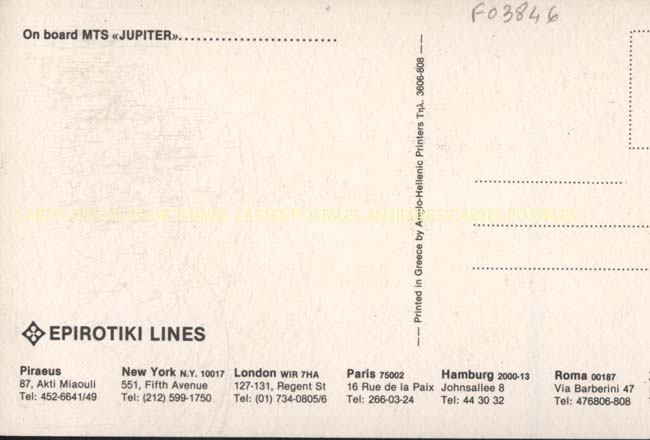 F03846
On board MTS «JUPITER»
— Printed in Greece by Anglo-Hellenic Printers Τηλ. 3606-808 —
CARTES POSTALES ANCIENNES CARTES POSTALES ANCIENNES CARTES POSTALES
EPIROTIKI LINES
Piraeus
87, Akti Miaouli
Tel: 452-6641/49
New York N.Y. 10017
551, Fifth Avenue
Tel: (212) 599-1750
London WIR 7HA
127-131, Regent St
Tel: (01) 734-0805/6
Paris 75002
16 Rue de la Paix
Tel: 266-03-24
Hamburg 2000-13
Johnsallee 8
Tel: 44 30 32
Roma 00187
Via Barberini 47
Tel: 476806-808